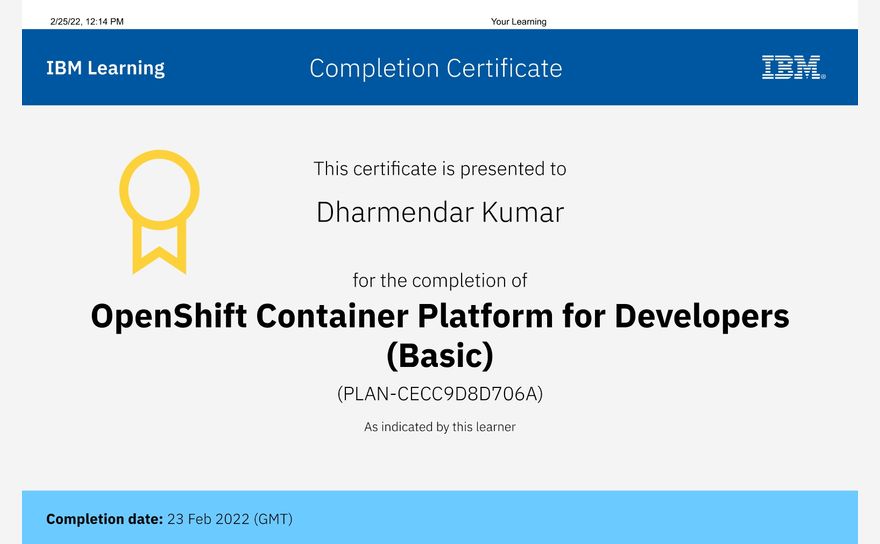 2/25/22, 12:14 PM
Your Learning
IBM Learning
Completion Certificate
IBM®
This certificate is presented to
Dharmendar Kumar
for the completion of
OpenShift Container Platform for Developers
(Basic)
(PLAN-CECC9D8D706A)
As indicated by this learner
Completion date: 23 Feb 2022 (GMT)